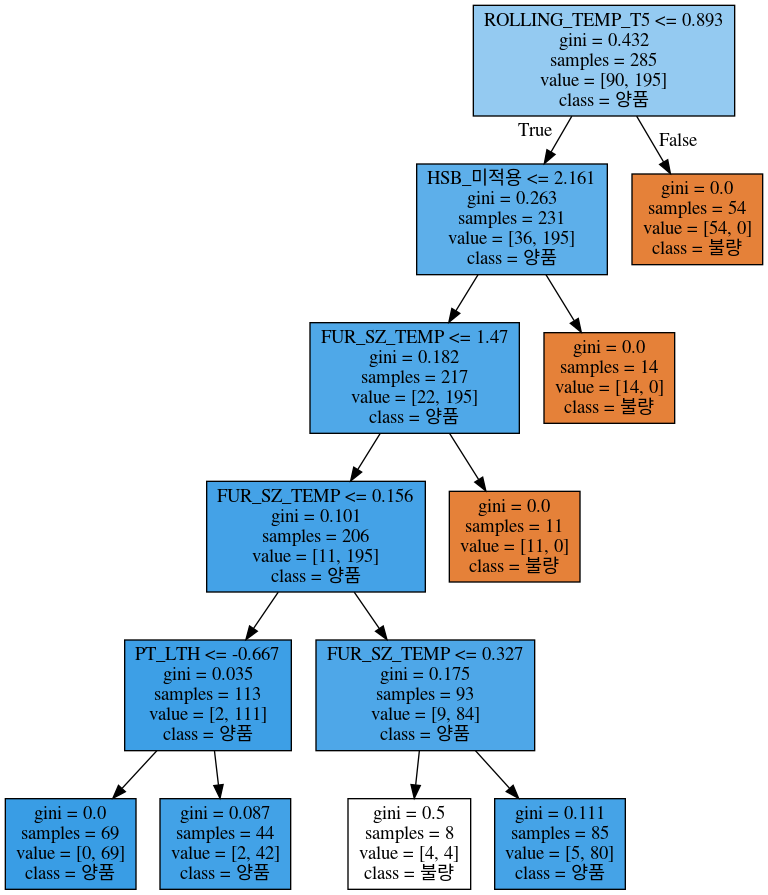 ROLLING_TEMP_T5 <= 0.893
gini = 0.432
samples = 285
value = [90, 195]
class = 양품
True
False
HSB_미적용 <= 2.161
gini = 0.263
samples = 231
value = [36, 195]
class = 양품
gini = 0.0
samples = 54
value = [54, 0]
class = 불량
FUR_SZ_TEMP <= 1.47
gini = 0.182
samples = 217
value = [22, 195]
class = 양품
gini = 0.0
samples = 14
value = [14, 0]
class = 불량
FUR_SZ_TEMP <= 0.156
gini = 0.101
samples = 206
value = [11, 195]
class = 양품
gini = 0.0
samples = 11
value = [11, 0]
class = 불량
PT_LTH <= -0.667
gini = 0.035
samples = 113
value = [2, 111]
class = 양품
FUR_SZ_TEMP <= 0.327
gini = 0.175
samples = 93
value = [9, 84]
class = 양품
gini = 0.0
samples = 69
value = [0, 69]
class = 양품
gini = 0.087
samples = 44
value = [2, 42]
class = 양품
gini = 0.5
samples = 8
value = [4, 4]
class = 불량
gini = 0.111
samples = 85
value = [5, 80]
class = 양품